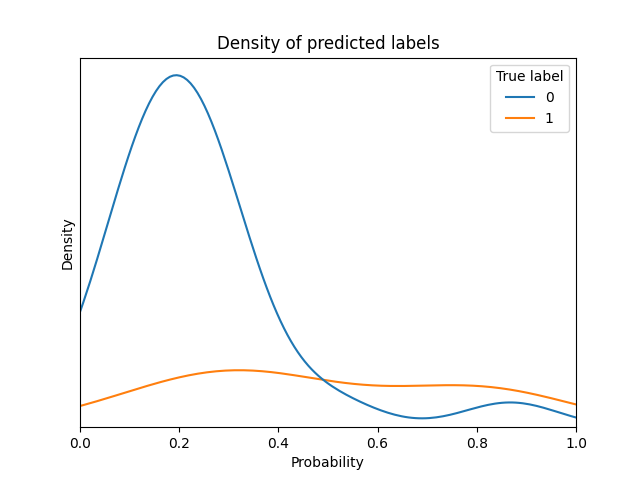 Density of predicted labels
True label
0
1
Density
0.0 0.2 0.4 0.6 0.8 1.0
Probability